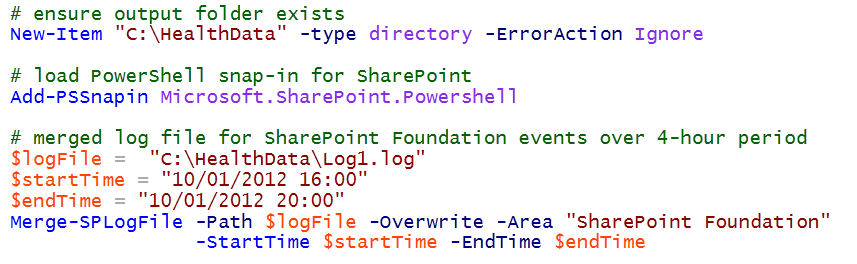 # ensure output folder exists
New-Item "C:\HealthData" -type directory -ErrorAction Ignore
# load PowerShell snap-in for SharePoint
Add-PSSnapin Microsoft.SharePoint.Powershell
# merged log file for SharePoint Foundation events over 4-hour period
$logFile =  "C:\HealthData\Log1.log"
$startTime = "10/01/2012 16:00"
$endTime = "10/01/2012 20:00"
Merge-SPLogFile -Path $logFile -Overwrite -Area "SharePoint Foundation"
                -StartTime $startTime -EndTime $endTime